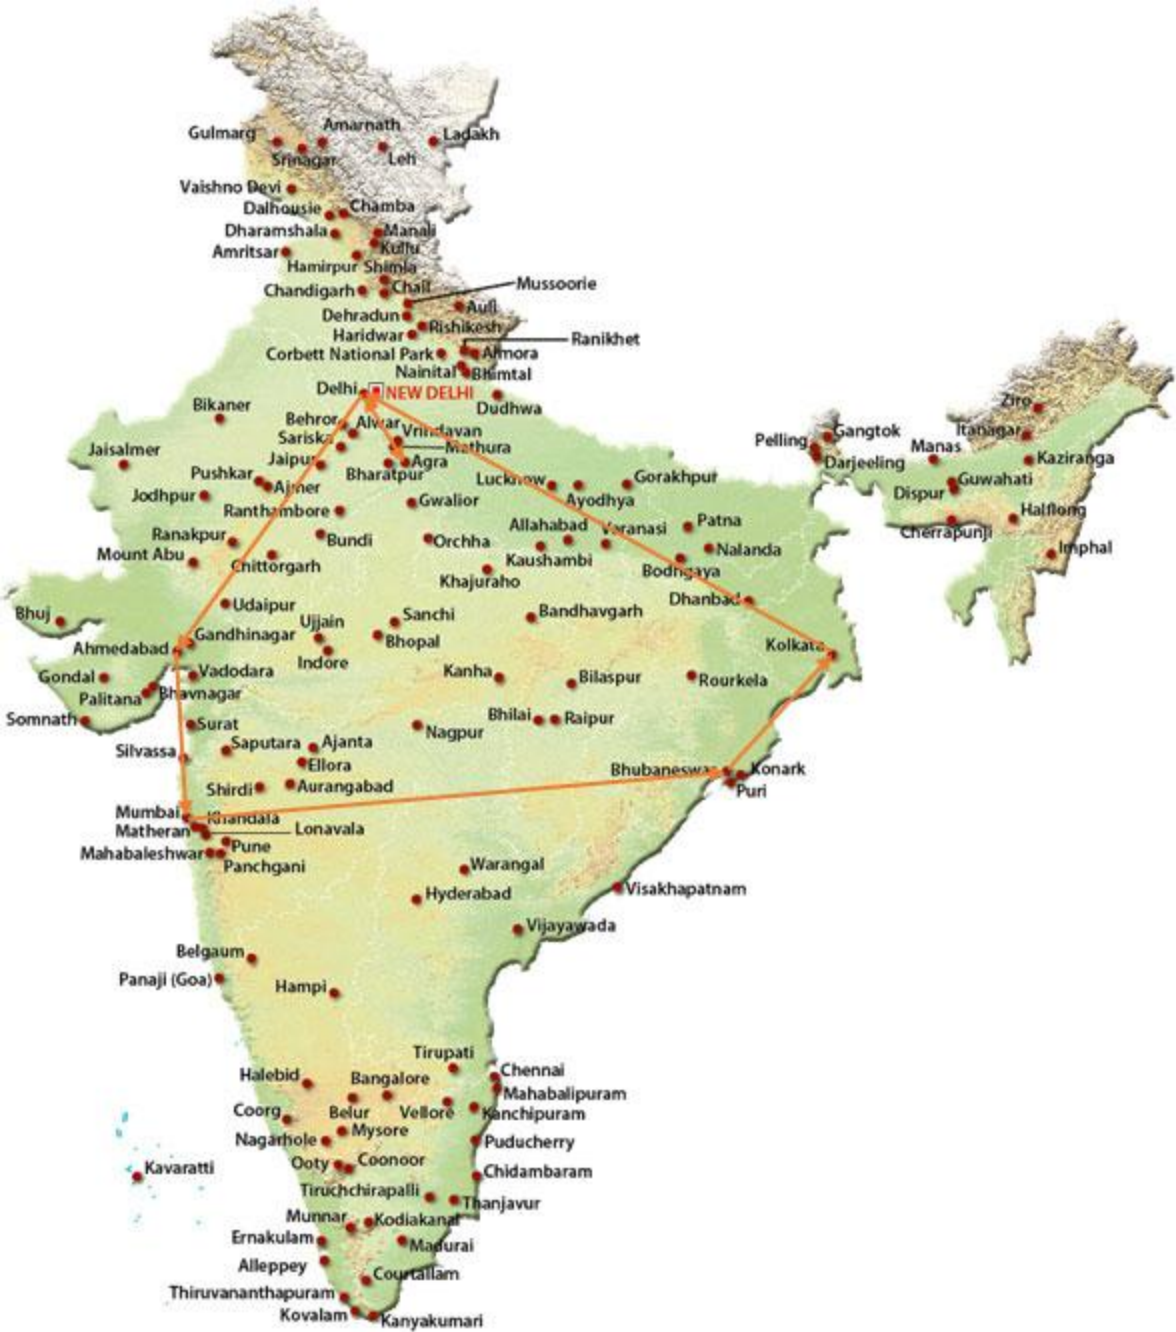 Gulmarg
Amarnath
Ladakh
Srinagar
Leh
Vaishno Devi
Dalhousie
Chamba
Dharamshala
Manali
Amritsar
Kullu
Hamirpur
Shimla
Chandigarh
Chail
Mussoorie
Dehradun
Auli
Rishikesh
Haridwar
Ranikhet
Corbett National Park
Almora
Nainital
Bhimtal
Delhi
NEW DELHI
Dudhwa
Bikaner
Behror
Alwar
Vrindavan
Sariska
Mathura
Jaisalmer
Jaipur
Bharatpur
Agra
Pushkar
Ajmer
Lucknow
Gorakhpur
Jodhpur
Ayodhya
Gwalior
Ranthambore
Ranakpur
Bundi
Orchha
Allahabad
Varanasi
Patna
Mount Abu
Chittorgarh
Kaushambi
Nalanda
Khajuraho
Bodhgaya
Pelling
Gangtok
Darjeeling
Ziro
Itanagar
Manas
Kaziranga
Guwahati
Dispur
Halflong
Cherrapunji
Imphal
Bhuj
Udaipur
Ujjain
Sanchi
Bandhavgarh
Dhanbad
Ahmedabad
Gandhinagar
Indore
Bhopal
Kolkata
Gondal
Vadodara
Kanha
Bilaspur
Rourkela
Palitana
Bhavnagar
Somnath
Surat
Nagpur
Bhilai
Raipur
Silvassa
Saputara
Ajanta
Ellora
Bhubaneswar
Konark
Puri
Shirdi
Aurangabad
Mumbai
Khandala
Matheran
Lonavala
Pune
Mahabaleshwar
Panchgani
Warangal
Hyderabad
Visakhapatnam
Vijayawada
Belgaum
Panaji (Goa)
Hampi
Tirupati
Chennai
Halebid
Bangalore
Mahabalipuram
Coorg
Belur
Vellore
Kanchipuram
Nagarhole
Mysore
Puducherry
Ooty
Coonoor
Chidambaram
Kavaratti
Tiruchchirapalli
Thanjavur
Munnar
Kodiakanal
Ernakulam
Madurai
Alleppey
Courtallam
Thiruvananthapuram
Kovalam
Kanyakumari